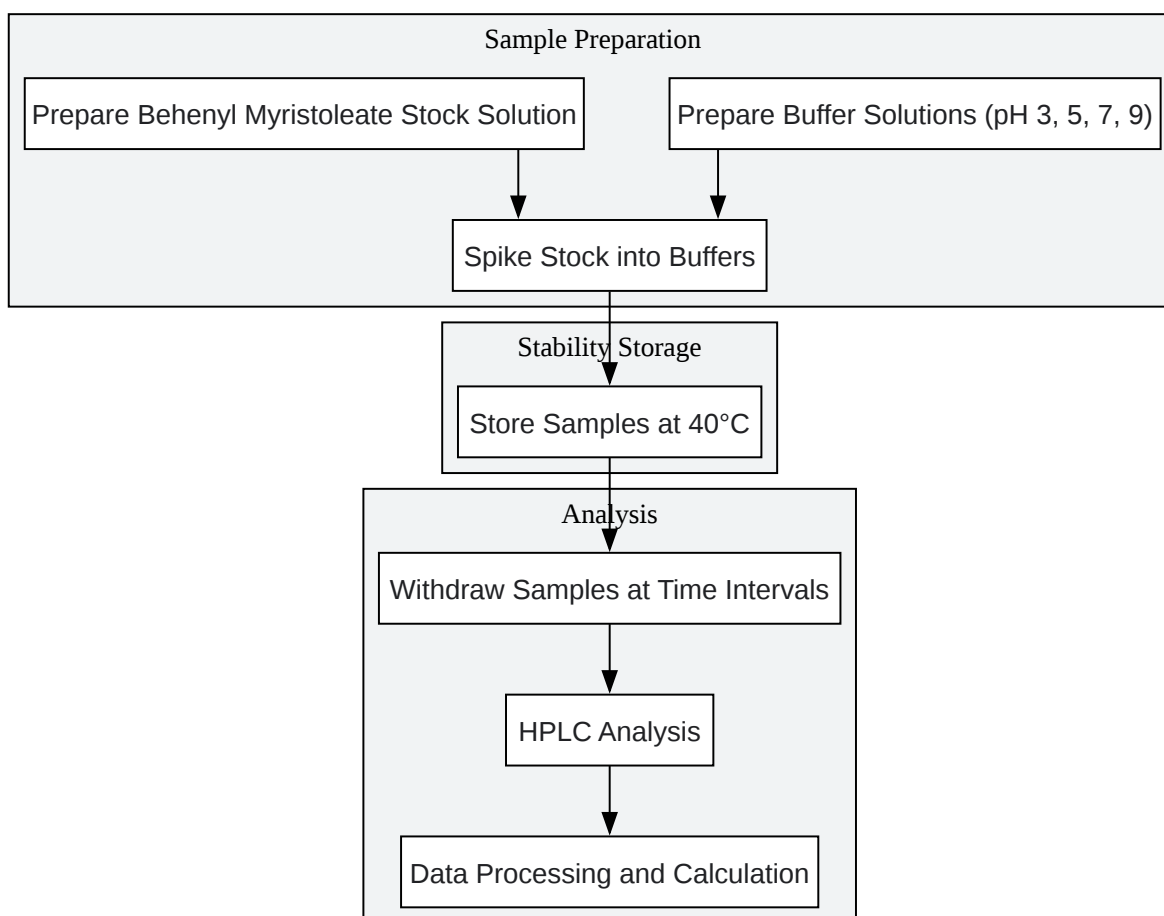 Sample Preparation
Prepare Behenyl Myristoleate Stock Solution
Prepare Buffer Solutions (pH 3, 5, 7, 9)
Spike Stock into Buffers
Stability Storage
Store Samples at 40°C
Analysis
Withdraw Samples at Time Intervals
HPLC Analysis
Data Processing and Calculation